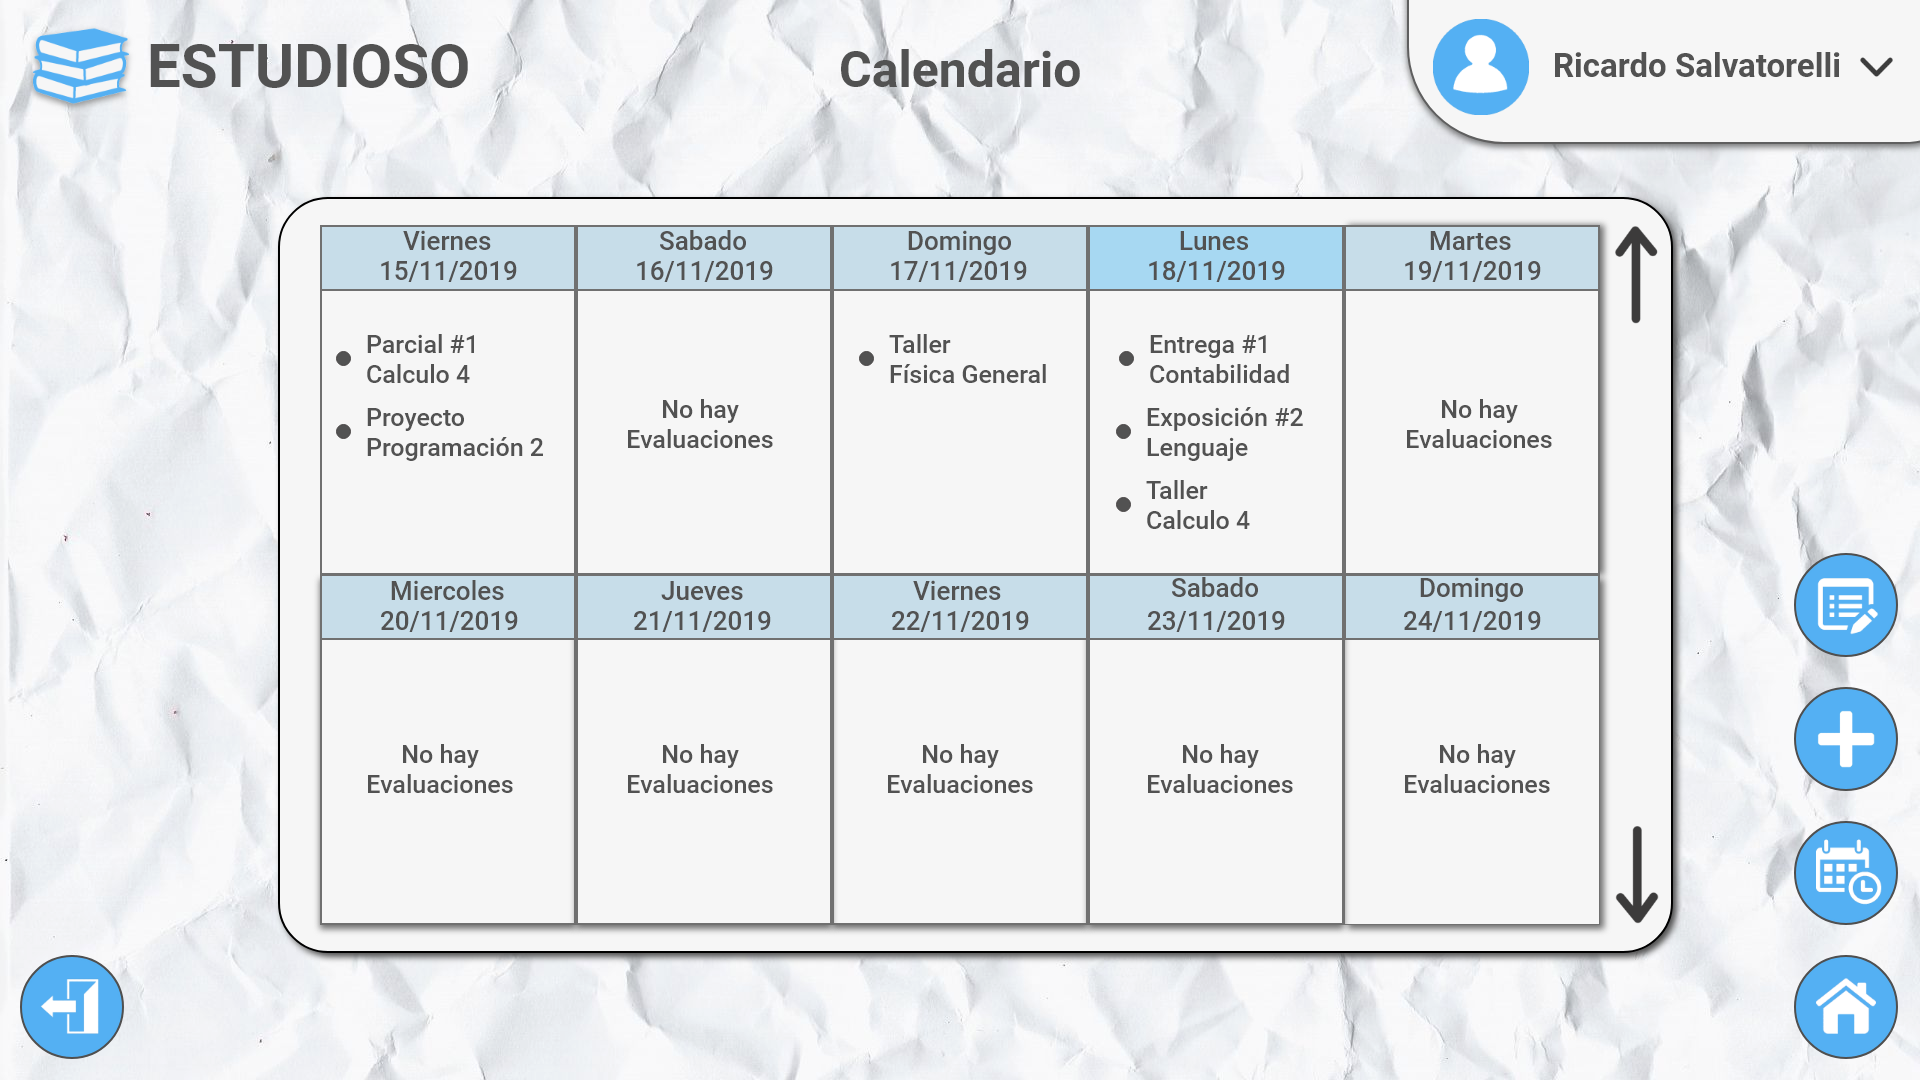 ESTUDIOSO
Calendario
Ricardo Salvatorelli
Viernes
15/11/2019
Sabado
16/11/2019
Domingo
17/11/2019
Lunes
18/11/2019
Martes
19/11/2019
Parcial #1
Calculo 4
Proyecto
Programación 2
No hay
Evaluaciones
Taller
Física General
Entrega #1
Contabilidad
Exposición #2
Lenguaje
Taller
Calculo 4
No hay
Evaluaciones
Miercoles
20/11/2019
Jueves
21/11/2019
Viernes
22/11/2019
Sabado
23/11/2019
Domingo
24/11/2019
No hay
Evaluaciones
No hay
Evaluaciones
No hay
Evaluaciones
No hay
Evaluaciones
No hay
Evaluaciones